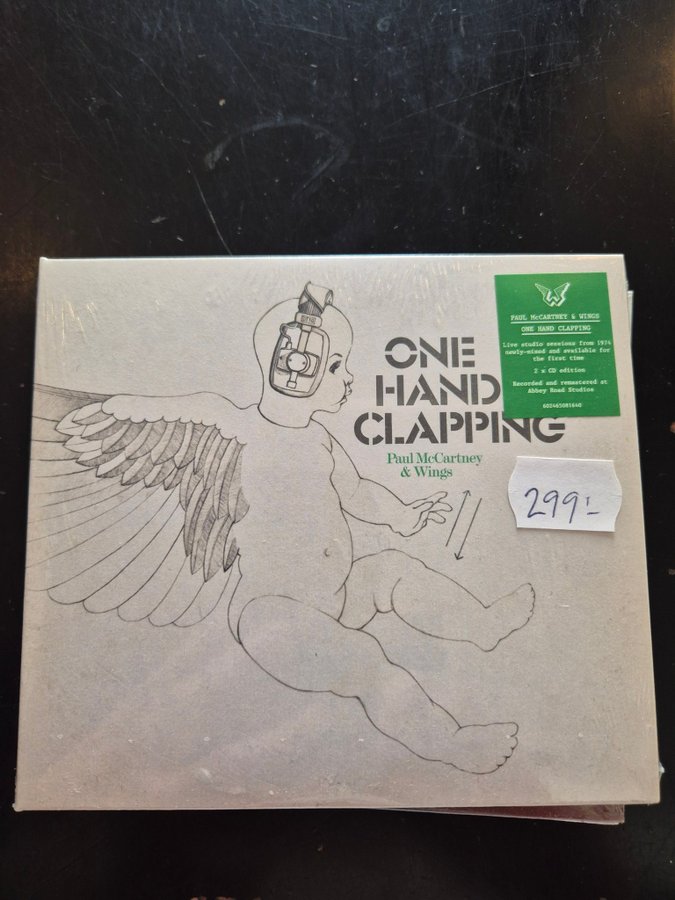 ONE
HAND
CLAPPING
Paul McCartney
& Wings
PAUL McCARTNEY & WINGS
ONE HAND CLAPPING
Live studio sessions from 1974
newly-mixed and available for
the first time
2 x CD edition
Recorded and remastered at
Abbey Road Studios
602465081640
299:-